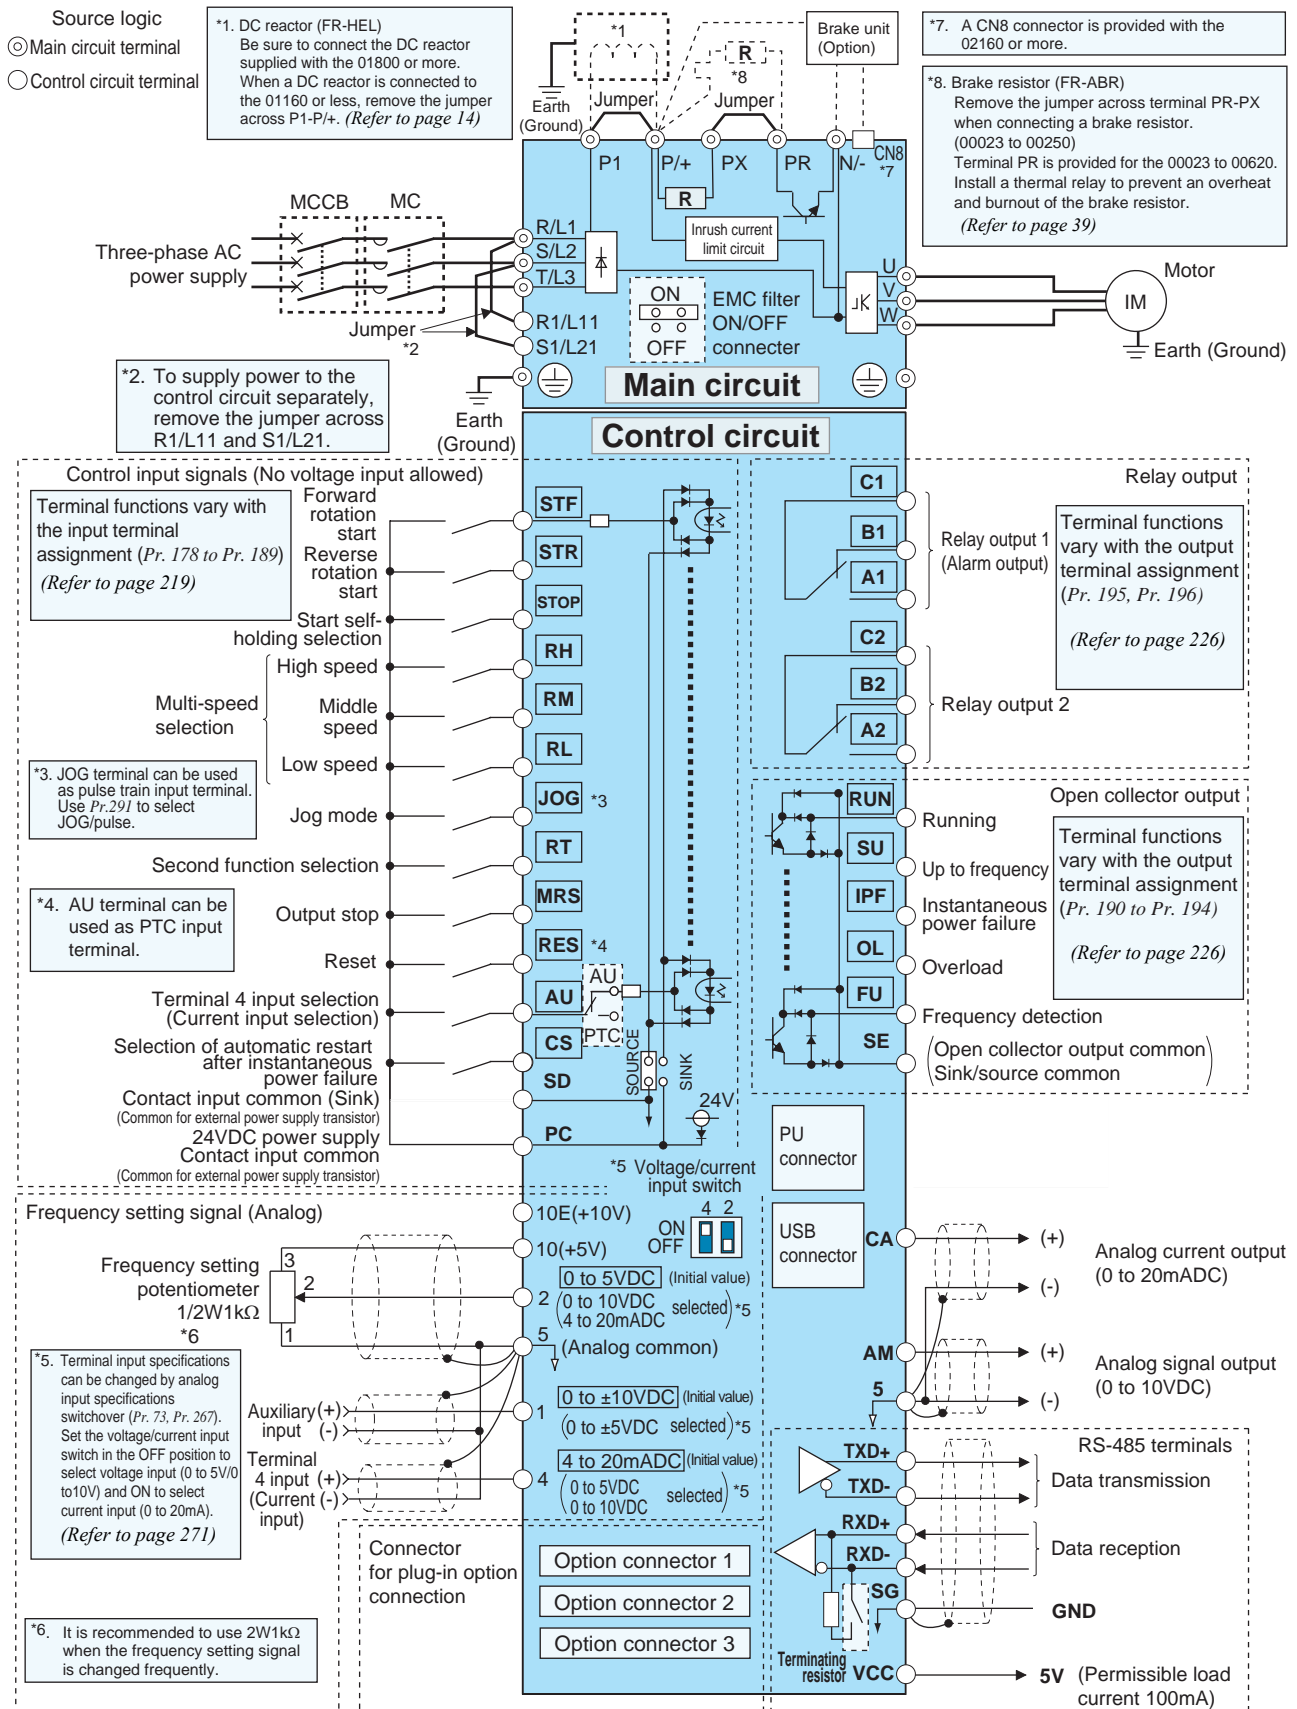 Source logic
Main circuit terminal
Control circuit terminal
*1. DC reactor (FR-HEL)
Be sure to connect the DC reactor
supplied with the 01800 or more.
When a DC reactor is connected to
the 01160 or less, remove the jumper
across P1-P/+. (Refer to page 14)
*1
Earth
(Ground)
Jumper
R
*8
Jumper
Brake unit
(Option)
*7. A CN8 connector is provided with the
02160 or more.
*8. Brake resistor (FR-ABR)
Remove the jumper across terminal PR-PX
when connecting a brake resistor.
(00023 to 00250)
Terminal PR is provided for the 00023 to 00620.
Install a thermal relay to prevent an overheat
and burnout of the brake resistor.
(Refer to page 39)
P1
P/+
PX
PR
N/-
CN8
*7
R
Inrush current
limit circuit
MCCB
MC
Three-phase AC
power supply
R/L1
S/L2
T/L3
R1/L11
S1/L21
Jumper
*2
ON
OFF
EMC filter
ON/OFF
connecter
U
V
W
Motor
IM
Earth (Ground)
Earth
(Ground)
Main circuit
*2. To supply power to the
control circuit separately,
remove the jumper across
R1/L11 and S1/L21.
Control circuit
Control input signals (No voltage input allowed)
Terminal functions vary with
the input terminal
assignment (Pr. 178 to Pr. 189)
(Refer to page 219)
Forward
rotation
start
STF
Reverse
rotation
start
STR
Start self-
holding selection
STOP
Multi-speed
selection
High speed
RH
Middle
speed
RM
Low speed
RL
*3. JOG terminal can be used
as pulse train input terminal.
Use Pr.291 to select
JOG/pulse.
Jog mode
JOG
*3
Second function selection
RT
*4. AU terminal can be
used as PTC input
terminal.
Output stop
MRS
Reset
RES
*4
Terminal 4 input selection
(Current input selection)
AU
AU
PTC
Selection of automatic restart
after instantaneous
power failure
CS
Contact input common (Sink)
(Common for external power supply transistor)
SD
24VDC power supply
Contact input common
(Common for external power supply transistor)
PC
SOURCE
SINK
24V
Relay output
C1
B1
A1
Relay output 1
(Alarm output)
Terminal functions
vary with the output
terminal assignment
(Pr. 195, Pr. 196)
(Refer to page 226)
C2
B2
A2
Relay output 2
Open collector output
RUN
Running
SU
Up to frequency
IPF
Instantaneous
power failure
OL
Overload
FU
Frequency detection
SE
Open collector output common
Sink/source common
Terminal functions
vary with the output
terminal assignment
(Pr. 190 to Pr. 194)
(Refer to page 226)
PU
connector
USB
connector
*5 Voltage/current
input switch
4 2
ON
OFF
Frequency setting signal (Analog)
Frequency setting
potentiometer
1/2W1kΩ
*6
3
2
1
10E(+10V)
10(+5V)
2
0 to 5VDC (Initial value)
(0 to 10VDC
4 to 20mADC selected) *5
5
(Analog common)
*5. Terminal input specifications
can be changed by analog
input specifications
switchover (Pr. 73, Pr. 267).
Set the voltage/current input
switch in the OFF position to
select voltage input (0 to 5V/0
to10V) and ON to select
current input (0 to 20mA).
(Refer to page 271)
Auxiliary (+)
input (-)
1
0 to ±10VDC (Initial value)
(0 to ±5VDC selected) *5
Terminal
4 input (+)
(Current (-)
input)
4
4 to 20mADC (Initial value)
(0 to 5VDC
0 to 10VDC selected) *5
CA
(+)
(-)
Analog current output
(0 to 20mADC)
AM
(+)
5
(-)
Analog signal output
(0 to 10VDC)
RS-485 terminals
TXD+
TXD-
Data transmission
RXD+
RXD-
Data reception
SG
GND
Terminating
resistor
VCC
5V (Permissible load
current 100mA)
Connector
for plug-in option
connection
Option connector 1
Option connector 2
Option connector 3
*6. It is recommended to use 2W1kΩ
when the frequency setting signal
is changed frequently.